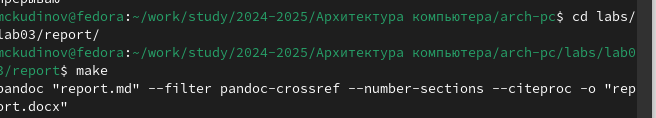 mckudinov@fedora:~/work/study/2024-2025/Архитектура компьютера/arch-pc$ cd labs/
lab03/report/
mckudinov@fedora:~/work/study/2024-2025/Архитектура компьютера/arch-pc/labs/lab0
3/report$ make
pandoc "report.md" --filter pandoc-crossref --number-sections --citeproc -o "rep
ort.docx"